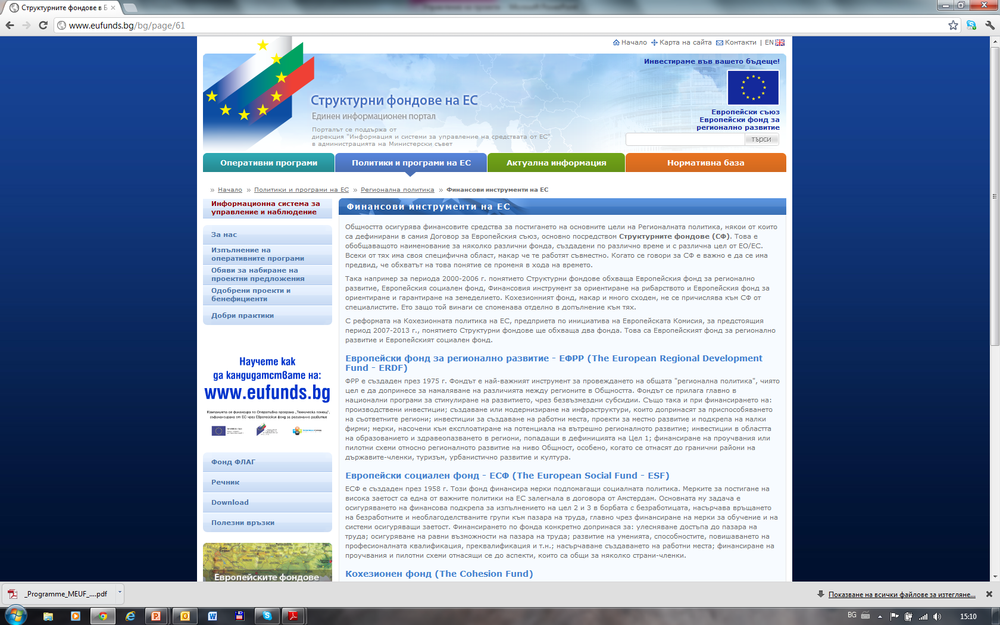 Структурните фондове в Б
www.eufunds.bg/bg/page/61
Начало Карта на сайта Контакти | EN
Инвестираме във вашето бъдеще!
Европейски съюз
Европейски фонд за
регионално развитие
търси
Структурни фондове на ЕС
Единен информационен портал
Порталът се поддържа от
дирекция "Информация и системи за управление на средствата от ЕС"
в администрацията на Министерски съвет
Оперативни програми Политики и програми на ЕС Актуална информация Нормативна база
» Начало » Политики и програми на ЕС » Регионална политика » Финансови инструменти на ЕС
Информационна система за
управление и наблюдение
За нас
Изпълнение на
оперативните програми
Обяви за набиране на
проектни предложения
Одобрени проекти и
бенефициенти
Добри практики
Научете как
да кандидатствате на:
www.eufunds.bg
Кампанията се финансира по Оперативна програма „Техническа помощ",
съфинансирана от ЕС чрез Европейския фонд за регионално развитие
Фонд ФЛАГ
Речник
Download
Полезни връзки
Европейските фондове
Финансови инструменти на ЕС
Общността осигурява финансовите средства за постигането на основните цели на Регионалната политика, някои от които
са дефинирани в самия Договор за Европейския съюз, основно посредством Структурните фондове (СФ). Това е
обобщаващото наименование за няколко различни фонда, създадени по различно време и с различна цел от ЕО/ЕС.
Всеки от тях има своя специфична област, макар че те работят съвместно. Когато се говори за СФ е важно е да се има
предвид, че обхватът на това понятие се променя в хода на времето.
Така например за периода 2000-2006 г. понятието Структурни фондове обхваща Европейския фонд за регионално
развитие, Европейския социален фонд, Финансовия инструмент за ориентиране на рибарството и Европейския фонд за
ориентиране и гарантиране на земеделието. Кохезионният фонд, макар и много сходен, не се причислява към СФ от
специалистите. Ето защо той винаги се споменава отделно в допълнение към тях.
С реформата на Кохезионната политика на ЕС, предприета по инициатива на Европейската Комисия, за предстоящия
период 2007-2013 г., понятието Структурни фондове ще обхваща два фонда. Това са Европейският фонд за регионално
развитие и Европейският социален фонд.
Европейски фонд за регионално развитие - ЕФРР (The European Regional Development
Fund - ERDF)
ФРР е създаден през 1975 г. Фондът е най-важният инструмент за провеждането на общата "регионална политика", чиято
цел е да допринесе за намаляване на различията между регионите в Общността. Фондът се прилага главно в
национални програми за стимулиране на развитието, чрез безвъзмездни субсидии. Също така и при финансирането на:
производствени инвестиции; създаване или модернизиране на инфраструктури, които допринасят за приспособяването
на съответните региони; инвестиции за създаване на работни места, проекти за местно развитие и подкрепа на малки
фирми; мерки, насочени към експлоатиране на потенциала на вътрешно регионалното развитие; инвестиции в областта
на образованието и здравеопазването в региони, попадащи в дефиницията на Цел 1; финансиране на проучвания или
пилотни схеми относно регионалното развитие на ниво Общност, особено, когато се отнасят до гранични райони на
държавите-членки, туризъм, урбанистично развитие и култура.
Европейски социален фонд - ЕСФ (The European Social Fund - ESF)
ЕСФ е създаден през 1958 г. Този фонд финансира мерки подпомагащи социалната политика. Мерките за постигане на
висока заетост са една от важните политики на ЕС залегнала в договора от Амстердам. Основната му задача е
осигуряването на финансова подкрепа за изпълнението на цел 2 и 3 в борбата с безработицата, насърчава връщането
на безработните и необлагоделстваните групи към пазара на труда, главно чрез финансиране на мерки за обучение и на
системи осигуряващи заетост. Финансирането по фонда конкретно допринася за: улесняване достъпа до пазара на
труда; осигуряване на равни възможности на пазара на труда; развитие на уменията, способностите, повишаването на
професионалната квалификация, преквалификация и т.н.; насърчаване създаването на работни места; финансиране на
проучвания и пилотни схеми отнасящи се до аспекти, които са общи за няколко страни-членки.
Кохезионен фонд (The Cohesion Fund)
_Programme_MEUF_....pdf
Показване на всички файлове за изтегляне...
BG
15:10